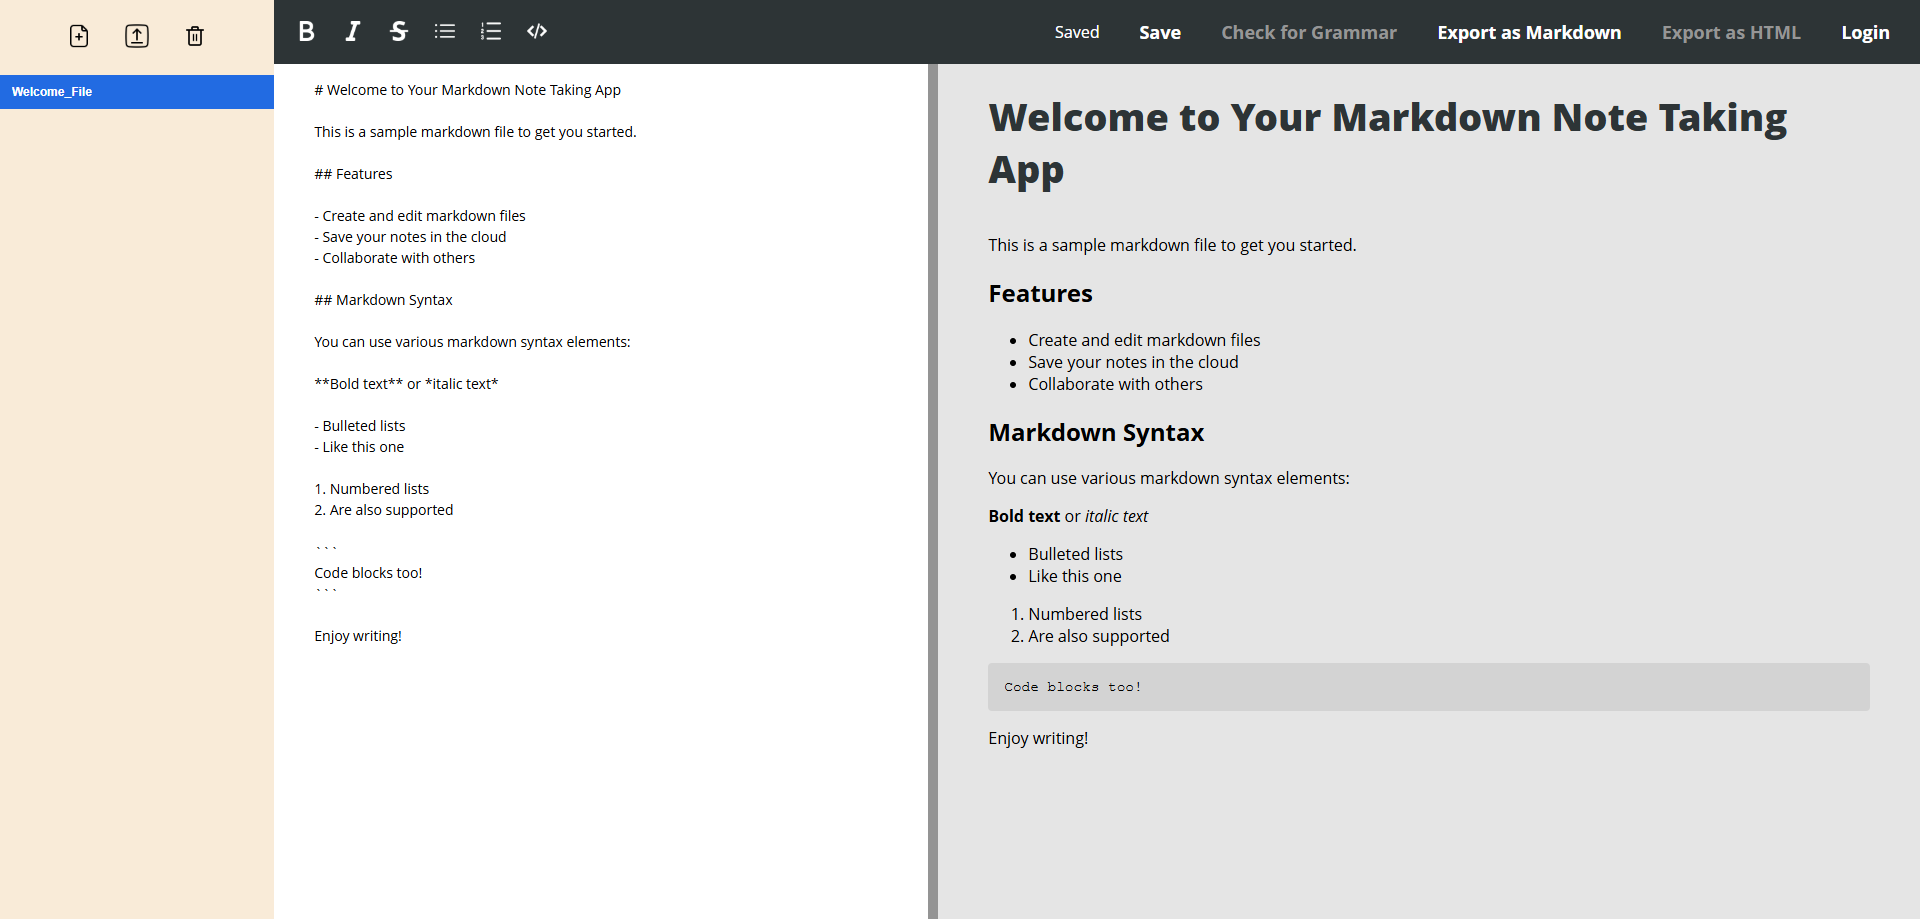 B I S
Saved Save Check for Grammar Export as Markdown Export as HTML Login
Welcome_File
# Welcome to Your Markdown Note Taking App
This is a sample markdown file to get you started.
## Features
- Create and edit markdown files
- Save your notes in the cloud
- Collaborate with others
## Markdown Syntax
You can use various markdown syntax elements:
**Bold text** or *italic text*
- Bulleted lists
- Like this one
1. Numbered lists
2. Are also supported
```
Code blocks too!
```
Enjoy writing!
Welcome to Your Markdown Note Taking
App
This is a sample markdown file to get you started.
Features
• Create and edit markdown files
• Save your notes in the cloud
• Collaborate with others
Markdown Syntax
You can use various markdown syntax elements:
Bold text or italic text
• Bulleted lists
• Like this one
1. Numbered lists
2. Are also supported
Code blocks too!
Enjoy writing!